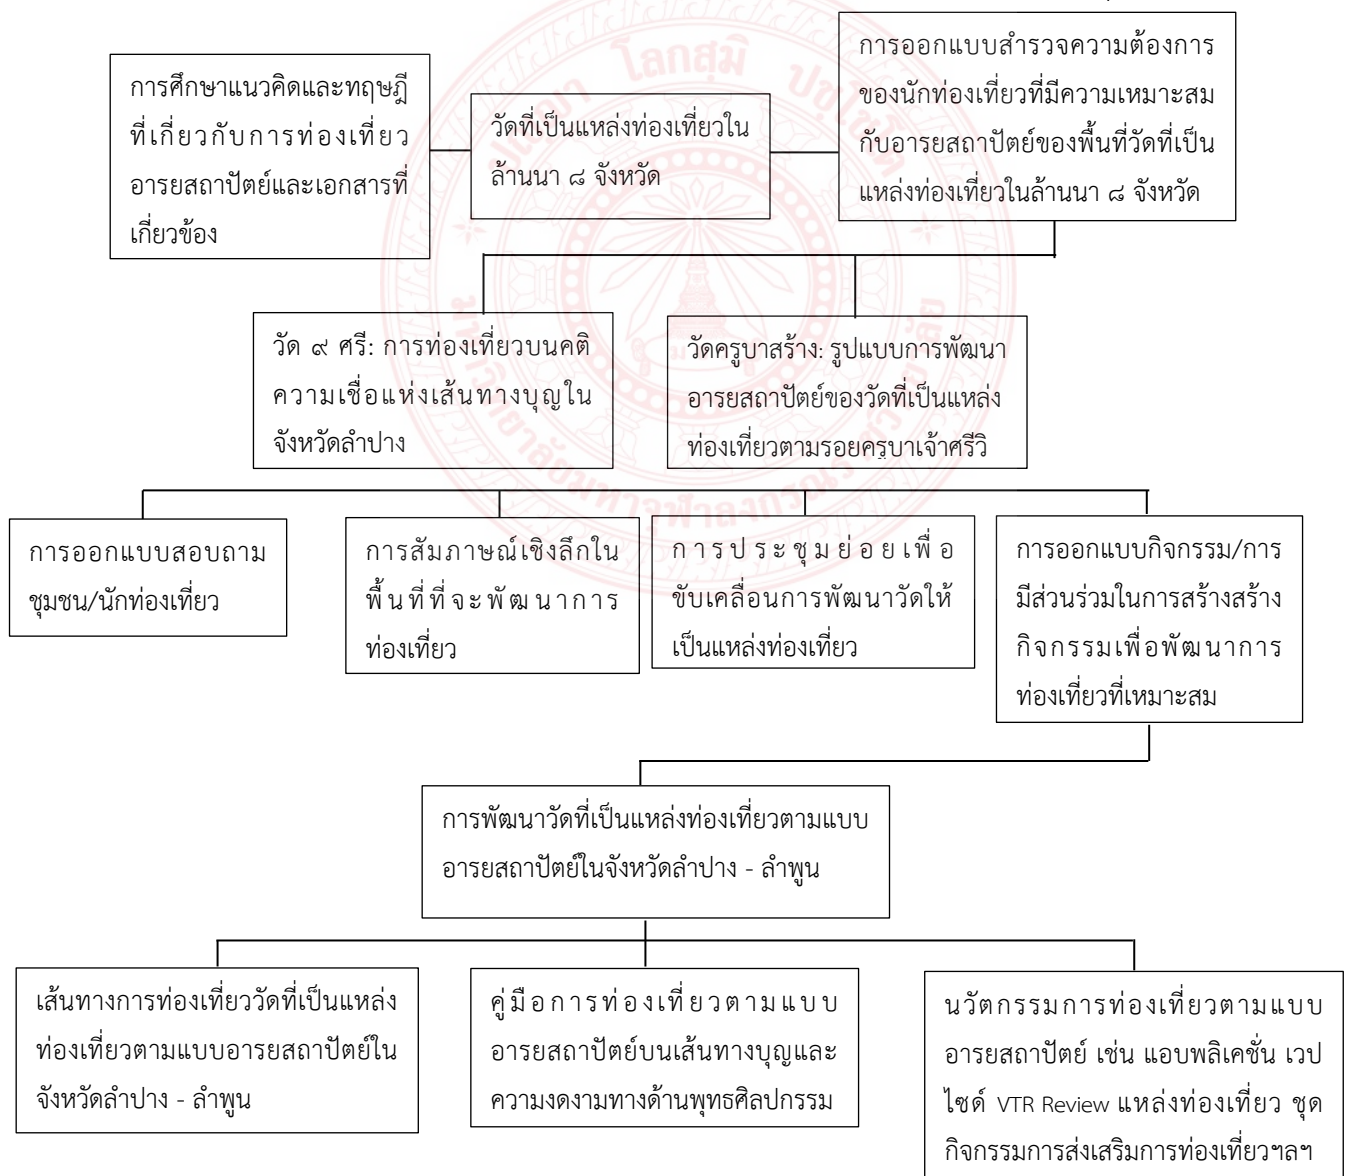 การศึกษาแนวคิดและทฤษฎี
ที่เกี่ยวกับการท่องเที่ยว
อารยสถาปัตย์และเอกสารที่
เกี่ยวข้อง
วัดที่เป็นแหล่งท่องเที่ยวใน
ล้านนา ๘ จังหวัด
การออกแบบสำรวจความต้องการ
ของนักท่องเที่ยวที่มีความเหมาะสม
กับอารยสถาปัตย์ของพื้นที่วัดที่เป็น
แหล่งท่องเที่ยวในล้านนา ๘ จังหวัด
วัด ๙ ศรี: การท่องเที่ยวบนคติ
ความเชื่อแห่งเส้นทางบุญใน
จังหวัดลำปาง
วัดครูบาสร้าง: รูปแบบการพัฒนา
อารยสถาปัตย์ของวัดที่เป็นแหล่ง
ท่องเที่ยวตามรอยครูบาเจ้าศรีวิ
การออกแบบสอบถาม
ชุมชน/นักท่องเที่ยว
การสัมภาษณ์เชิงลึกใน
พื้นที่ที่จะพัฒนาการ
ท่องเที่ยว
การประชุมย่อยเพื่อ
ขับเคลื่อนการพัฒนาวัดให้
เป็นแหล่งท่องเที่ยว
การออกแบบกิจกรรม/การ
มีส่วนร่วมในการสร้างสร้าง
กิจกรรมเพื่อพัฒนาการ
ท่องเที่ยวที่เหมาะสม
การพัฒนาวัดที่เป็นแหล่งท่องเที่ยวตามแบบ
อารยสถาปัตย์ในจังหวัดลำปาง - ลำพูน
เส้นทางการท่องเที่ยววัดที่เป็นแหล่ง
ท่องเที่ยวตามแบบอารยสถาปัตย์ใน
จังหวัดลำปาง - ลำพูน
คู่มือการท่องเที่ยวตามแบบ
อารยสถาปัตย์บนเส้นทางบุญและ
ความงดงามทางด้านพุทธศิลปกรรม
นวัตกรรมการท่องเที่ยวตามแบบ
อารยสถาปัตย์ เช่น แอบพลิเคชั่น เวป
ไซด์ VTR Review แหล่งท่องเที่ยว ชุด
กิจกรรมการส่งเสริมการท่องเที่ยวฯลฯ